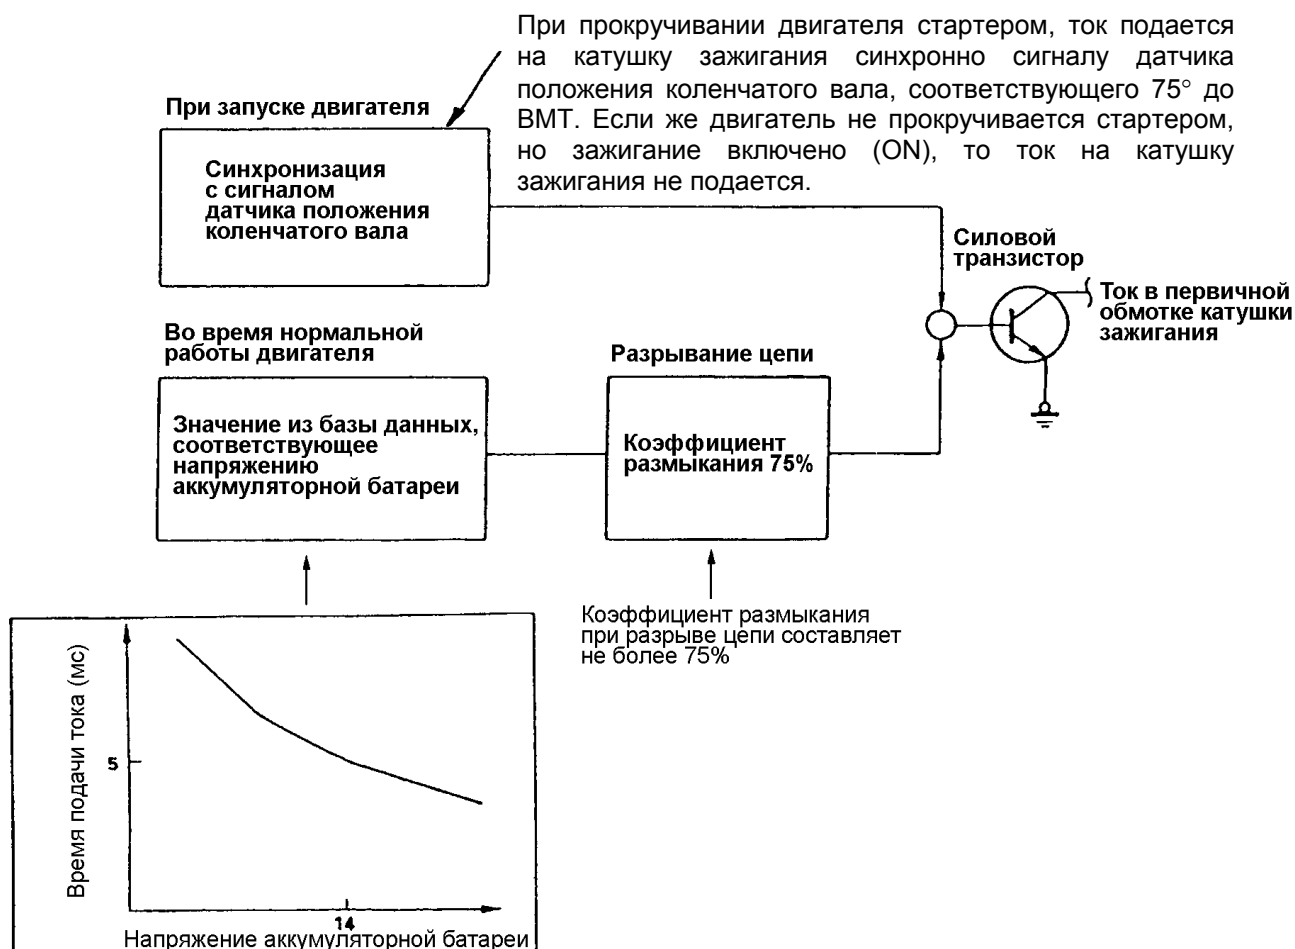 При прокручивании двигателя стартером, ток подается
на катушку зажигания синхронно сигналу датчика
положения коленчатого вала, соответствующего 75° до
ВМТ. Если же двигатель не прокручивается стартером,
но зажигание включено (ON), то ток на катушку
зажигания не подается.
При запуске двигателя
Синхронизация
с сигналом
датчика положения
коленчатого вала
Силовой
транзистор
Ток в первичной
обмотке катушки
зажигания
Во время нормальной
работы двигателя
Разрывание цепи
Значение из базы данных,
соответствующее
напряжению
аккумуляторной батареи
Коэффициент
размыкания 75%
Коэффициент размыкания
при разрыве цепи составляет
не более 75%
Время подачи тока (мс)
5
14
Напряжение аккумуляторной батареи